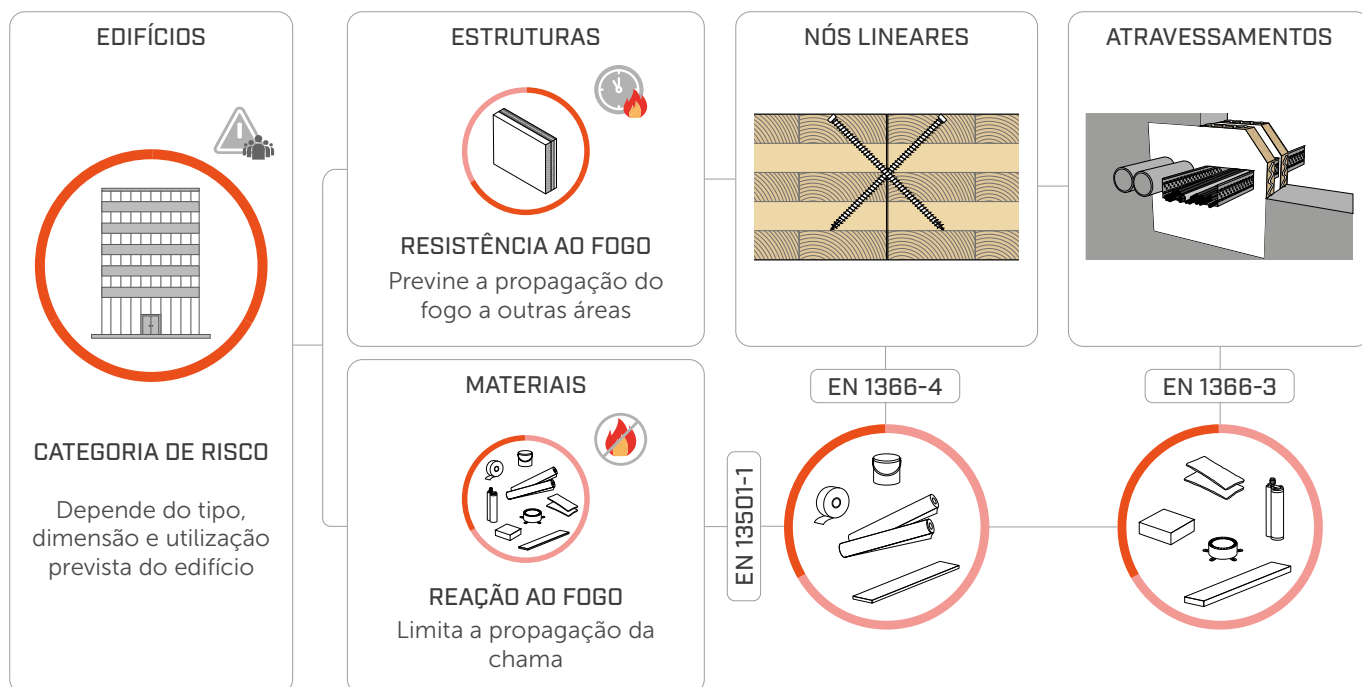 EDIFÍCIOS
CATEGORIA DE RISCO
Depende do tipo,
dimensão e utilização
prevista do edifício
ESTRUTURAS
RESISTÊNCIA AO FOGO
Previne a propagação do
fogo a outras áreas
MATERIAIS
REAÇÃO AO FOGO
Limita a propagação da
chama
NÓS LINEARES
ATRAVESSAMENTOS
EN 1366-4
EN 1366-3
EN 13501-1